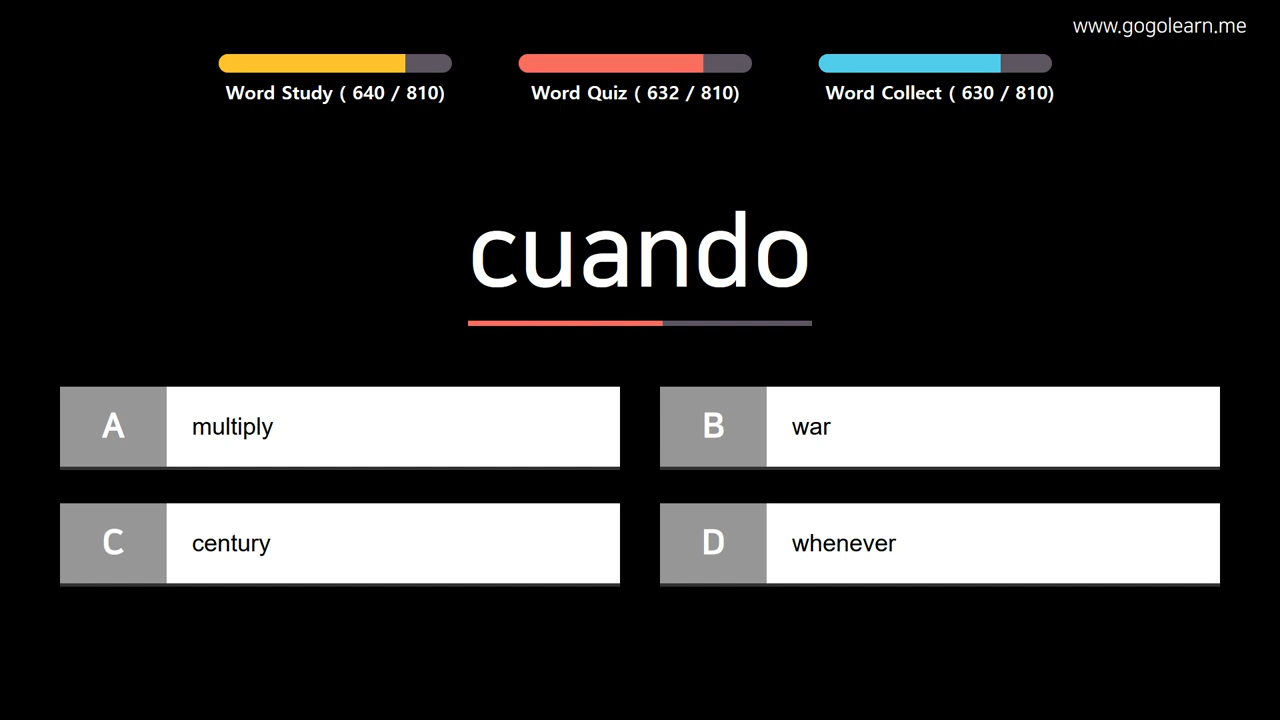 www.gogolearn.me
Word Study ( 640 / 810)
Word Quiz ( 632 / 810)
Word Collect ( 630 / 810)
cuando
A multiply
B war
C century
D whenever